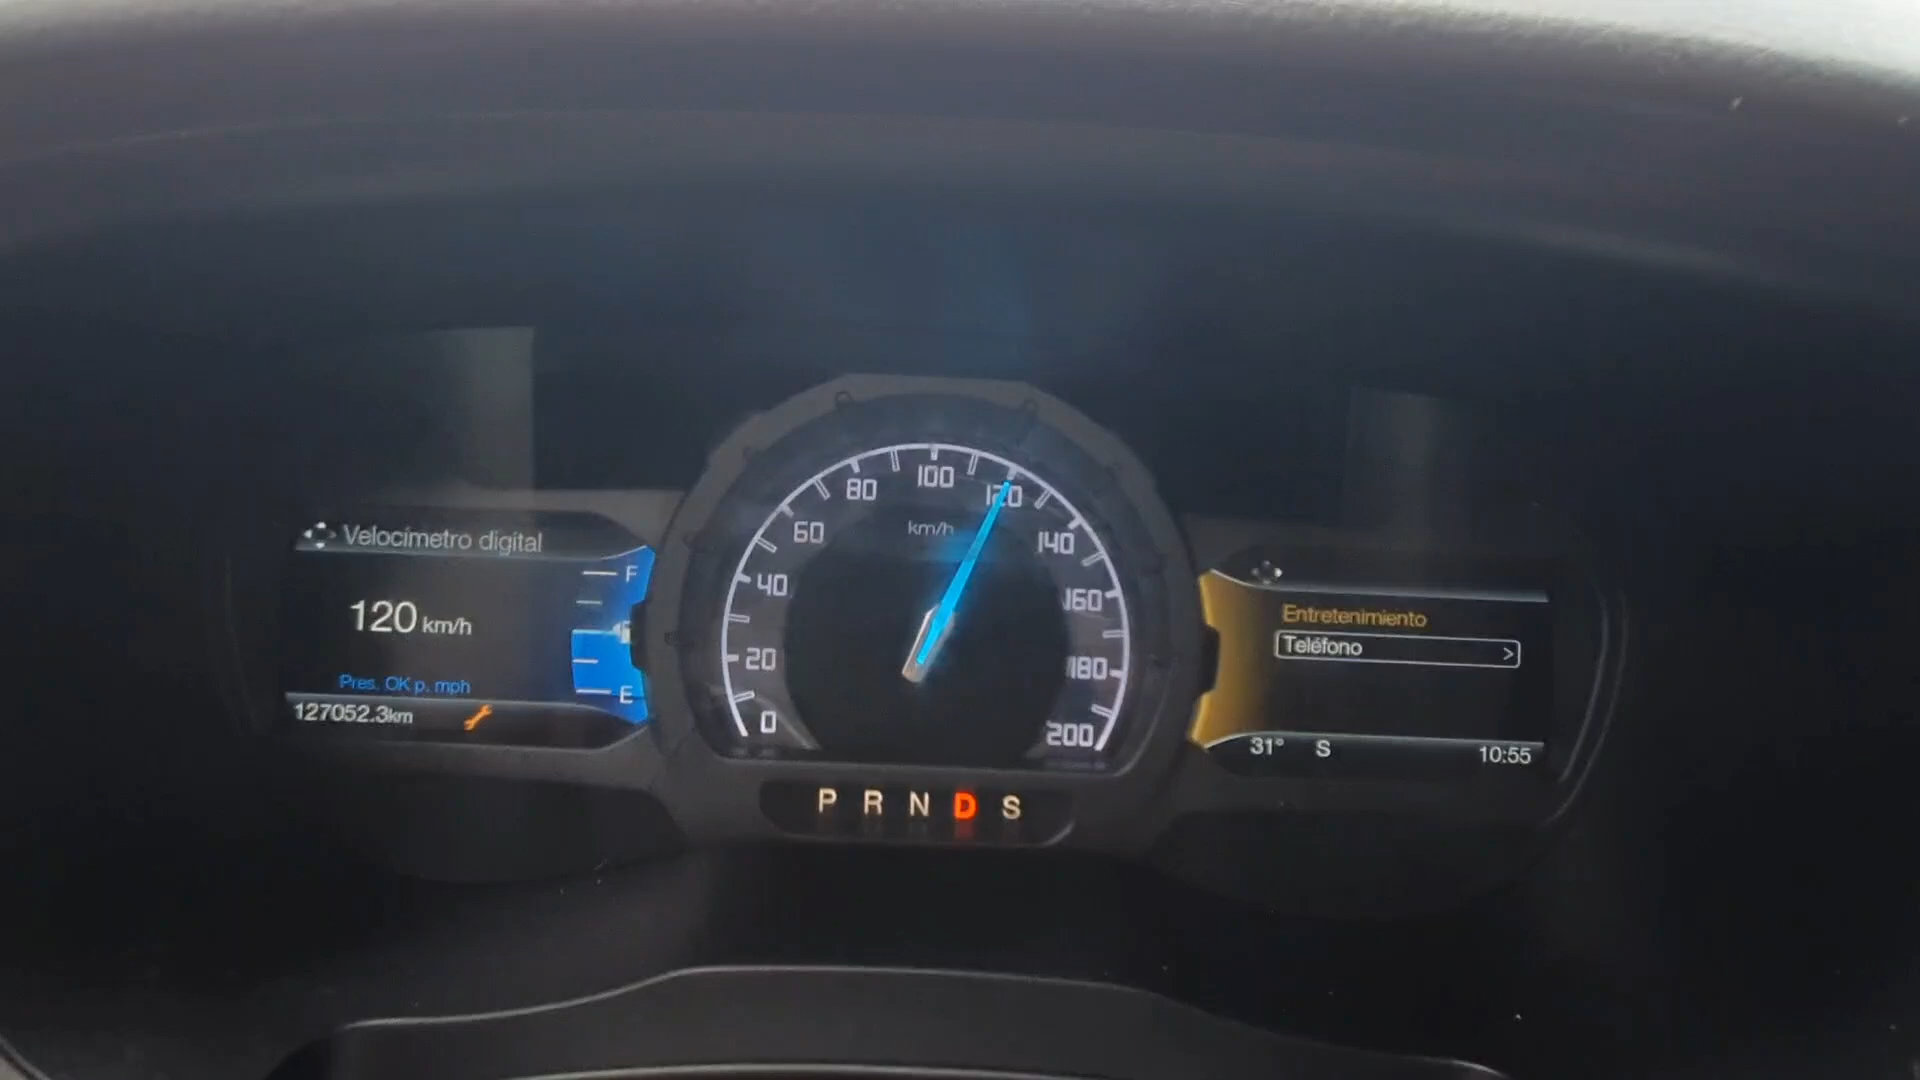 Velocímetro digital
120 km/h
Pres. OK p. mph
127052.3km
F
E
0
20
40
60
80
100
120
140
160
180
200
km/h
P R N D S
Entretenimiento
Teléfono >
31° S 10:55